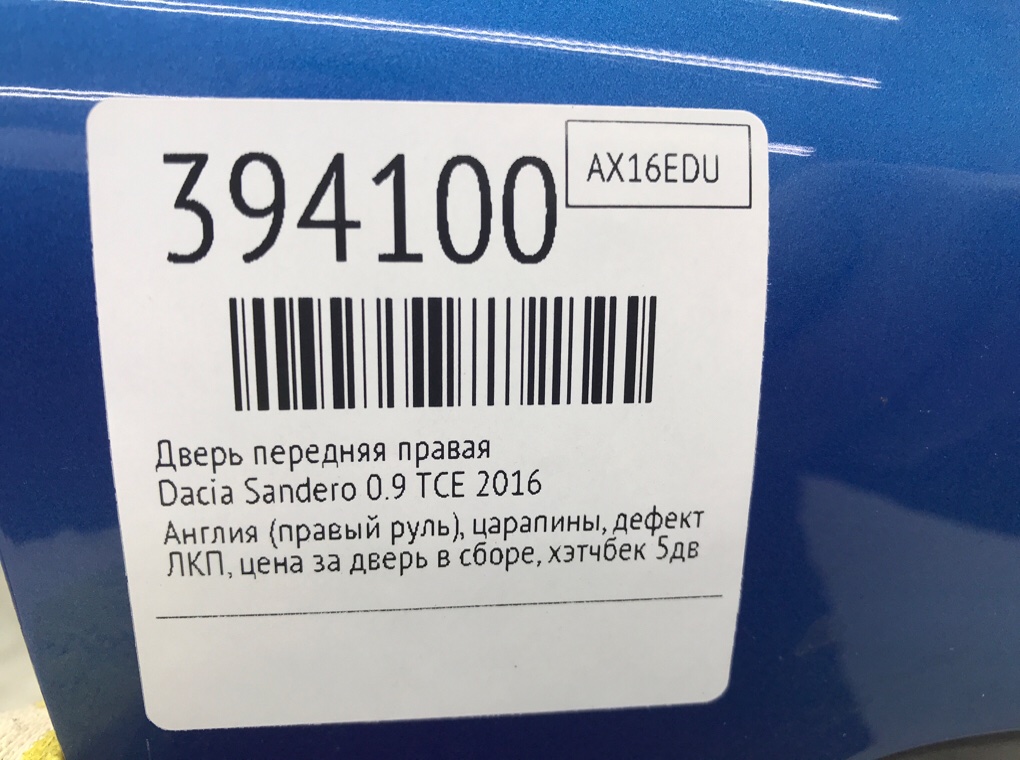 394100
AX16EDU
Дверь передняя правая
Dacia Sandero 0.9 TCE 2016
Англия (правый руль), царапины, дефект
ЛКП, цена за дверь в сборе, хэтчбек 5дв